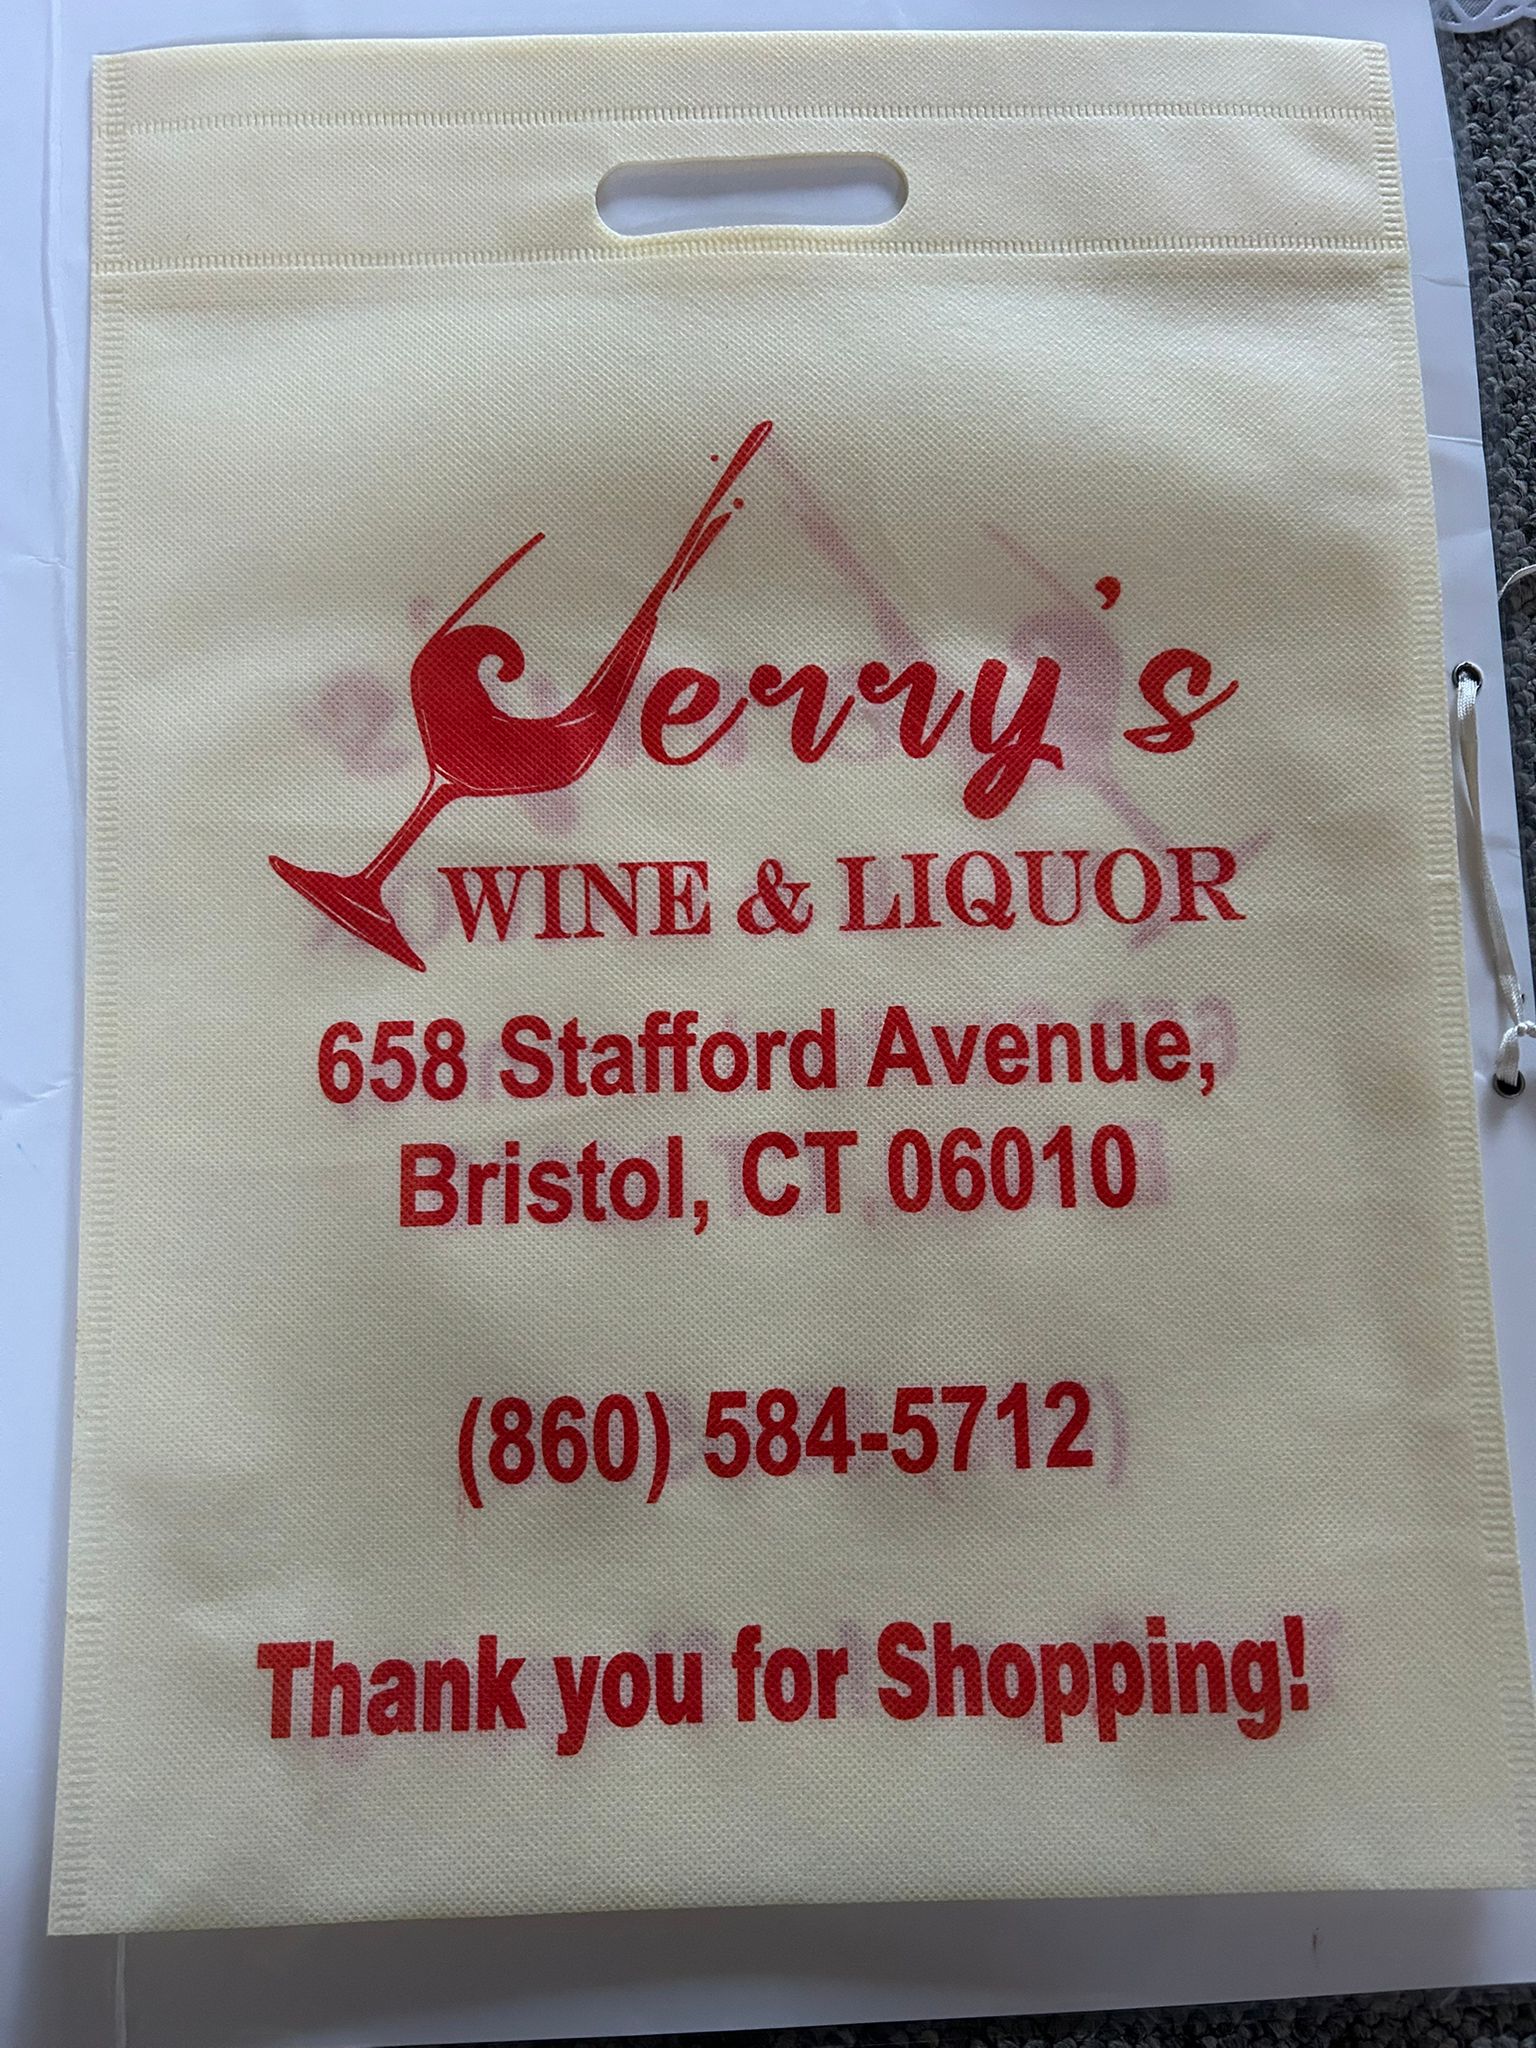 Jerry's
WINE & LIQUOR
658 Stafford Avenue,
Bristol, CT 06010
(860) 584-5712
Thank you for Shopping!